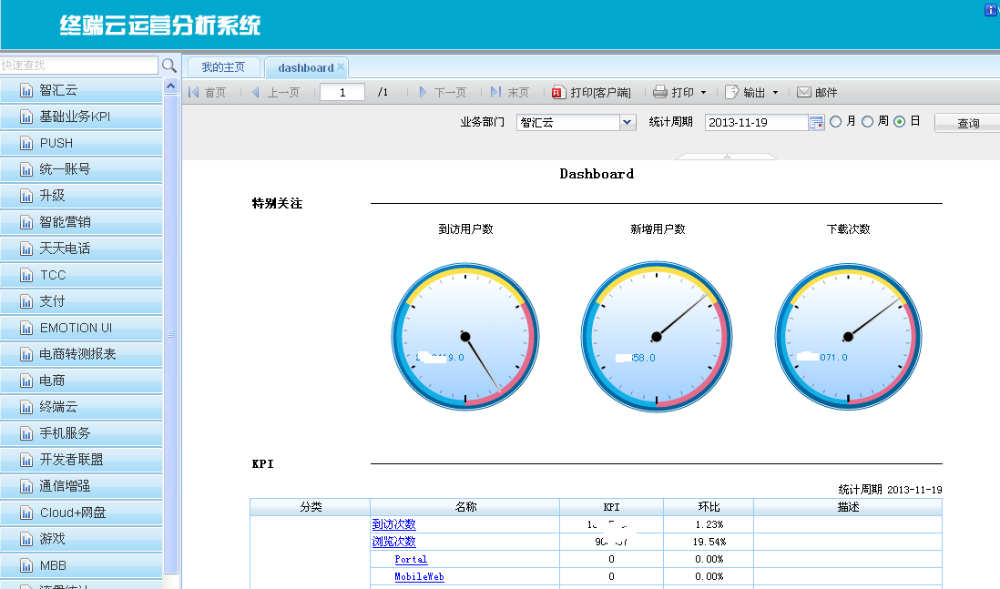 终端云运营分析系统
快速查找
我的主页 dashboard
首页 上一页 1 /1 下一页 末页 打印[客户端] 打印 输出 邮件
业务部门 智汇云 统计周期 2013-11-19 月 周 日 查询
智汇云
基础业务KPI
PUSH
统一账号
升级
智能营销
天天电话
TCC
支付
EMOTION UI
电商转测报表
电商
终端云
手机服务
开发者联盟
通信增强
Cloud+网盘
游戏
MBB
Dashboard
特别关注
到访用户数 新增用户数 下载次数
9.0 58.0 071.0
KPI
统计周期 2013-11-19
分类 名称 KPI 环比 描述
到访次数 1.23%
浏览次数 19.54%
Portal 0 0.00%
MobileWeb 0 0.00%